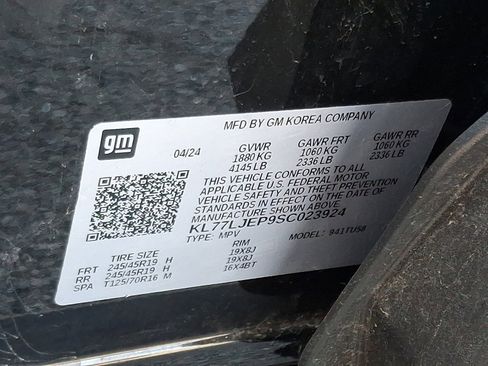 MFD BY GM KOREA COMPANY
gm
04/24 GVWR GAWR FRT GAWR RR
1880 KG 1060 KG 1060 KG
4145 LB 2336 LB 2336 LB
THIS VEHICLE CONFORMS TO ALL
APPLICABLE U.S. FEDERAL MOTOR
VEHICLE SAFETY AND THEFT PREVENTION
STANDARDS IN EFFECT ON THE DATE OF
MANUFACTURE SHOWN ABOVE.
KL77LJEP9SC023924
TYPE: MPV MODEL: 941TU58
TIRE SIZE RIM
FRT 245/45R19 H 19X8J
RR 245/45R19 H 19X8J
SPA T125/70R16 M 16X4BT